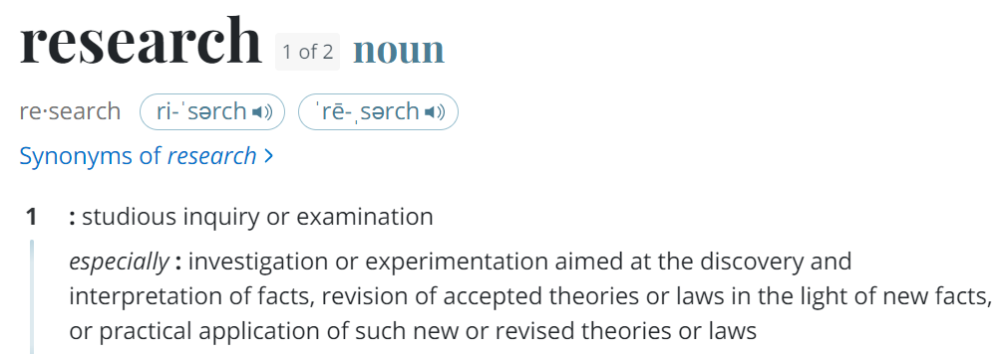 research 1 of 2 noun
re·search ri-ˈsərch ˈrē-ˌsərch
Synonyms of research >
1 : studious inquiry or examination
especially : investigation or experimentation aimed at the discovery and
interpretation of facts, revision of accepted theories or laws in the light of new facts,
or practical application of such new or revised theories or laws